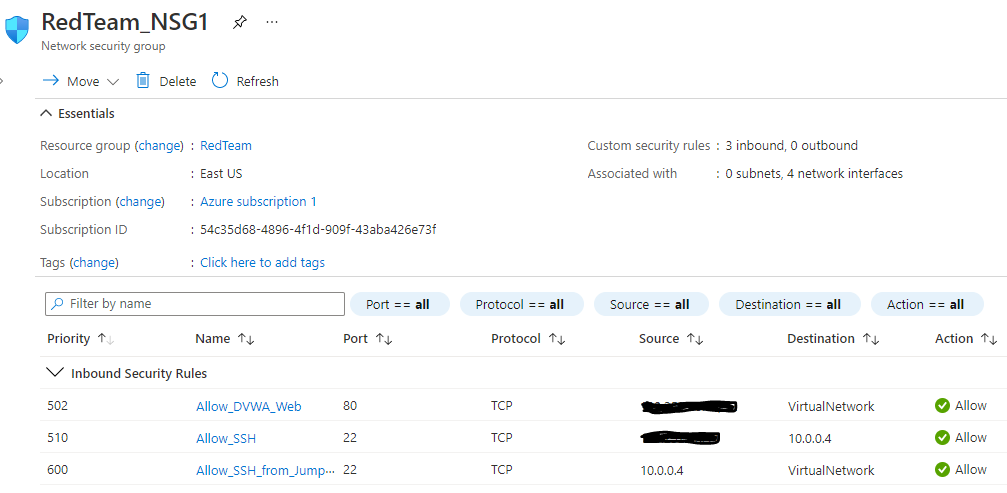 RedTeam_NSG1
Network security group
Move Delete Refresh
Essentials
Resource group (change) : RedTeam Custom security rules : 3 inbound, 0 outbound
Location : East US Associated with : 0 subnets, 4 network interfaces
Subscription (change) : Azure subscription 1
Subscription ID : 54c35d68-4896-4f1d-909f-43aba426e73f
Tags (change) : Click here to add tags
Filter by name Port == all Protocol == all Source == all Destination == all Action == all
Priority Name Port Protocol Source Destination Action
Inbound Security Rules
502 Allow_DVWA_Web 80 TCP VirtualNetwork Allow
510 Allow_SSH 22 TCP 10.0.0.4 Allow
600 Allow_SSH_from_Jump... 22 TCP 10.0.0.4 VirtualNetwork Allow